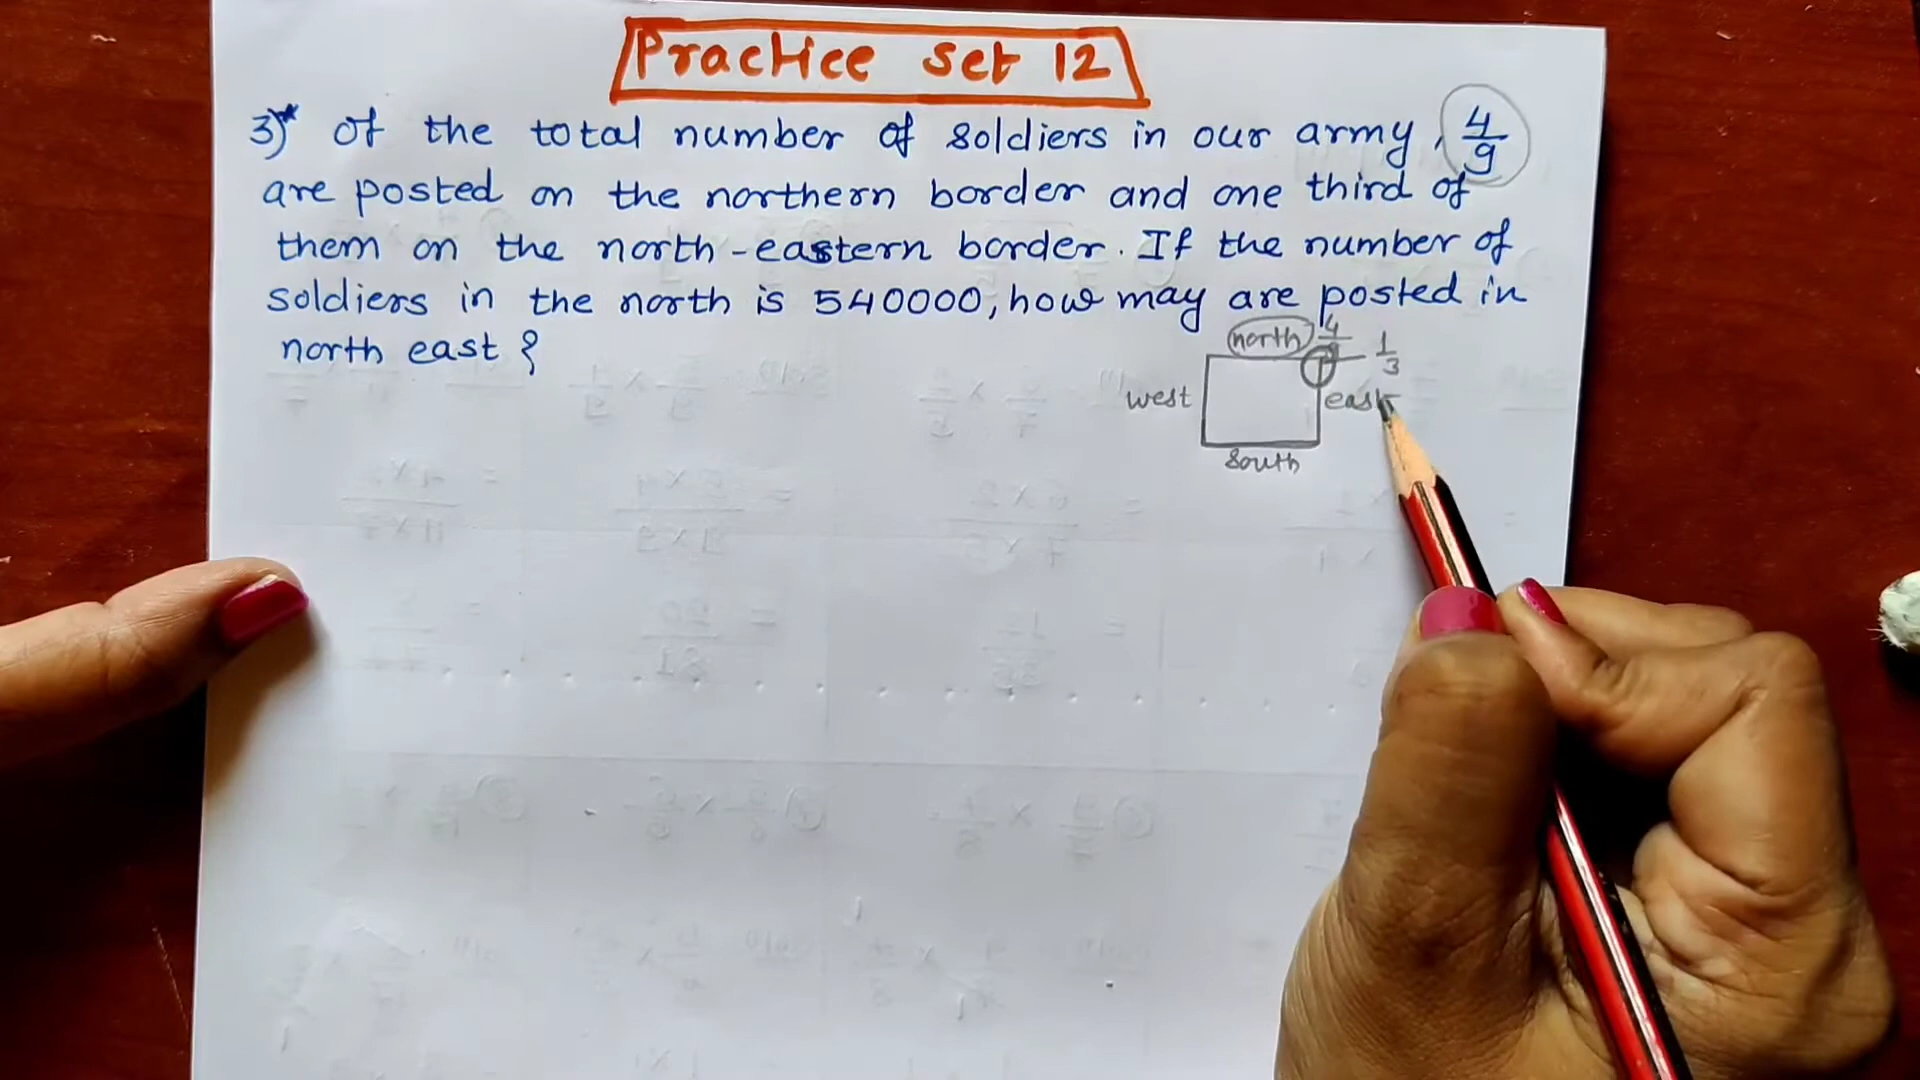 Practice Set 12
3)* Of the total number of soldiers in our army, 4/9
are posted on the northern border and one third of
them on the north-eastern border. If the number of
soldiers in the north is 540000, how may are posted in
north east ?
north 4/9
1/3
west
east
South